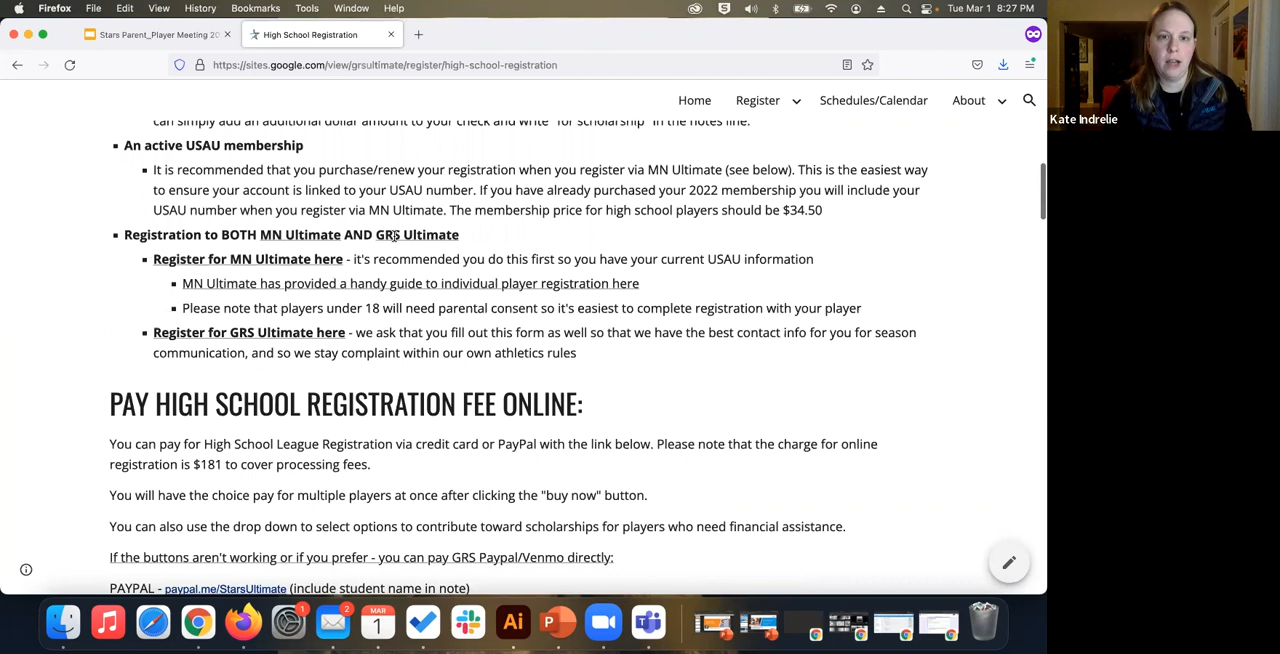 Firefox File Edit View History Bookmarks Tools Window Help Tue Mar 1 8:27 PM
Stars Parent_Player Meeting 20 High School Registration
https://sites.google.com/view/grsultimate/register/high-school-registration
Home Register Schedules/Calendar About
can simply add an additional dollar amount to your check and write "for scholarship" in the notes line.
An active USAU membership
It is recommended that you purchase/renew your registration when you register via MN Ultimate (see below). This is the easiest way
to ensure your account is linked to your USAU number. If you have already purchased your 2022 membership you will include your
USAU number when you register via MN Ultimate. The membership price for high school players should be $34.50
Registration to BOTH MN Ultimate AND GRS Ultimate
Register for MN Ultimate here - it's recommended you do this first so you have your current USAU information
MN Ultimate has provided a handy guide to individual player registration here
Please note that players under 18 will need parental consent so it's easiest to complete registration with your player
Register for GRS Ultimate here - we ask that you fill out this form as well so that we have the best contact info for you for season
communication, and so we stay complaint within our own athletics rules
PAY HIGH SCHOOL REGISTRATION FEE ONLINE:
You can pay for High School League Registration via credit card or PayPal with the link below. Please note that the charge for online
registration is $181 to cover processing fees.
You will have the choice pay for multiple players at once after clicking the "buy now" button.
You can also use the drop down to select options to contribute toward scholarships for players who need financial assistance.
If the buttons aren't working or if you prefer - you can pay GRS Paypal/Venmo directly:
PAYPAL - paypal.me/StarsUltimate (include student name in note)
Kate Indrelie
MAR
1
1
2
Ai
P